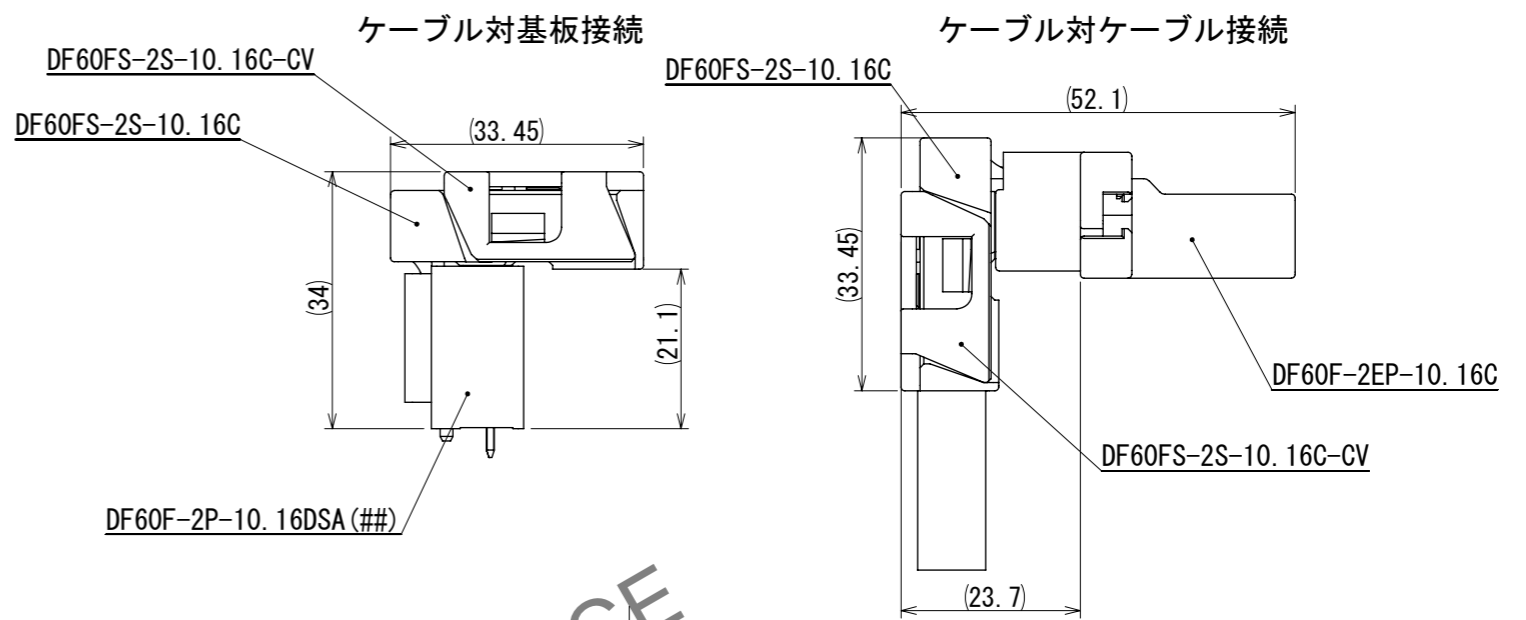 ケーブル対基板接続
DF60FS-2S-10.16C-CV
DF60FS-2S-10.16C
(33.45)
(34)
(21.1)
DF60F-2P-10.16DSA(##)
ケーブル対ケーブル接続
DF60FS-2S-10.16C
(52.1)
(33.45)
DF60F-2EP-10.16C
DF60FS-2S-10.16C-CV
(23.7)